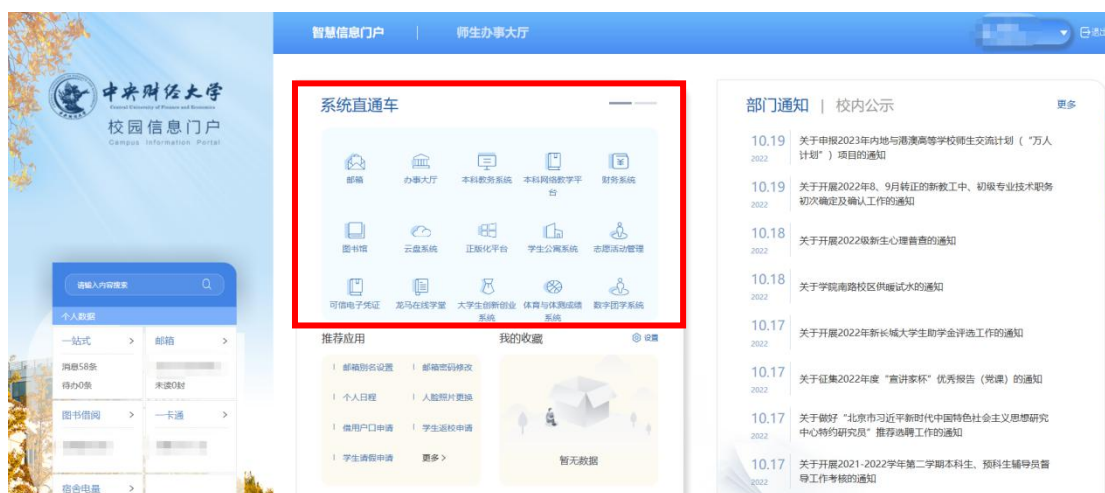 智慧信息门户 | 师生办事大厅
退出
中央财经大学
Central University of Finance and Economics
校园信息门户
Campus Information Portal
请输入内容搜索
个人数据
一站式 > 邮箱 >
消息58条
待办0条 未读0封
图书借阅 > 一卡通 >
宿舍电量 >
系统直通车
邮箱 办事大厅 本科教务系统 本科网络教学平台 财务系统
图书馆 云盘系统 正版化平台 学生公寓系统 志愿活动管理
可信电子凭证 龙马在线学堂 大学生创新创业系统 体育与体测成绩系统 数字团学系统
推荐应用
邮箱别名设置 邮箱密码修改
个人日程 人脸照片更换
借用户口申请 学生返校申请
学生请假申请 更多 >
我的收藏 设置
暂无数据
部门通知 | 校内公示 更多
10.19 关于申报2023年内地与港澳高等学校师生交流计划（“万人
2022 计划”）项目的通知
10.19 关于开展2022年8、9月转正的新教工中、初级专业技术职务
2022 初次确定及确认工作的通知
10.18 关于开展2022级新生心理普查的通知
2022
10.18 关于学院南路校区供暖试水的通知
2022
10.17 关于开展2022年新长城大学生助学金评选工作的通知
2022
10.17 关于征集2022年度“宣讲家杯”优秀报告（党课）的通知
2022
10.17 关于做好“北京市习近平新时代中国特色社会主义思想研究
2022 中心特约研究员”推荐选聘工作的通知
10.17 关于开展2021-2022学年第二学期本科生、预科生辅导员督
2022 导工作考核的通知